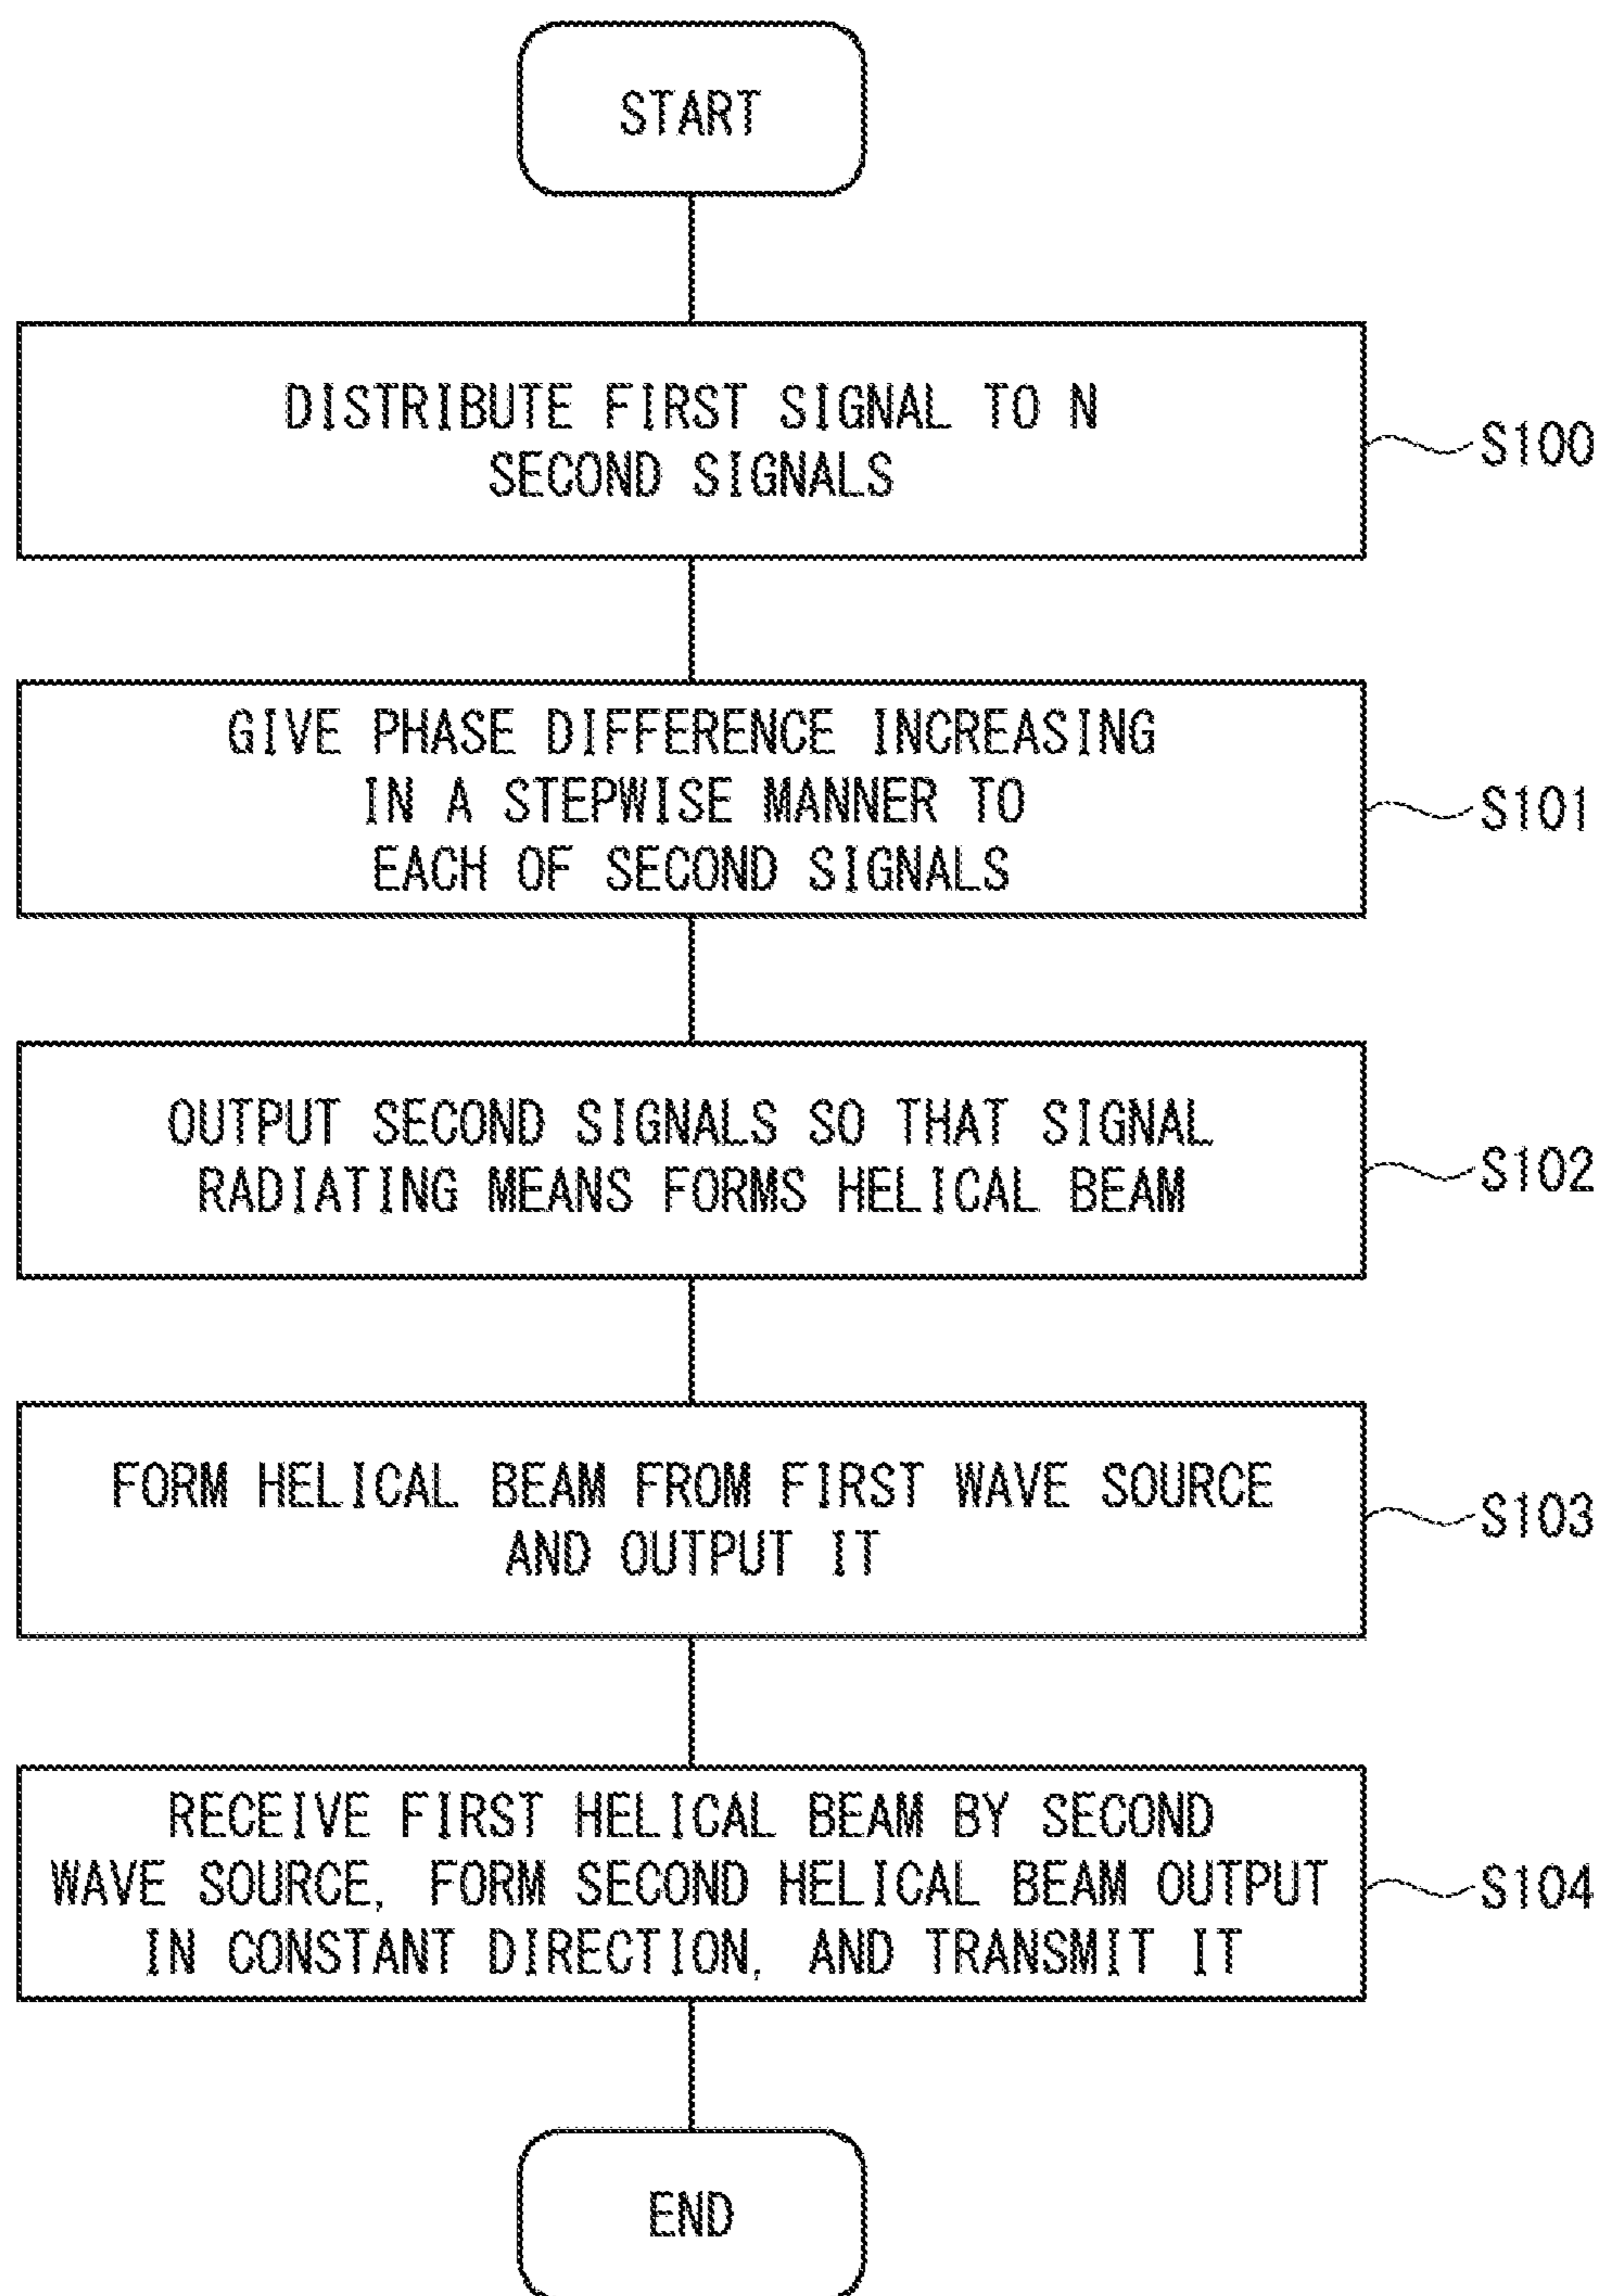 START
DISTRIBUTE FIRST SIGNAL TO N
SECOND SIGNALS
S100
GIVE PHASE DIFFERENCE INCREASING
IN A STEPWISE MANNER TO
EACH OF SECOND SIGNALS
S101
OUTPUT SECOND SIGNALS SO THAT SIGNAL
RADIATING MEANS FORMS HELICAL BEAM
S102
FORM HELICAL BEAM FROM FIRST WAVE SOURCE
AND OUTPUT IT
S103
RECEIVE FIRST HELICAL BEAM BY SECOND
WAVE SOURCE, FORM SECOND HELICAL BEAM OUTPUT
IN CONSTANT DIRECTION, AND TRANSMIT IT
S104
END